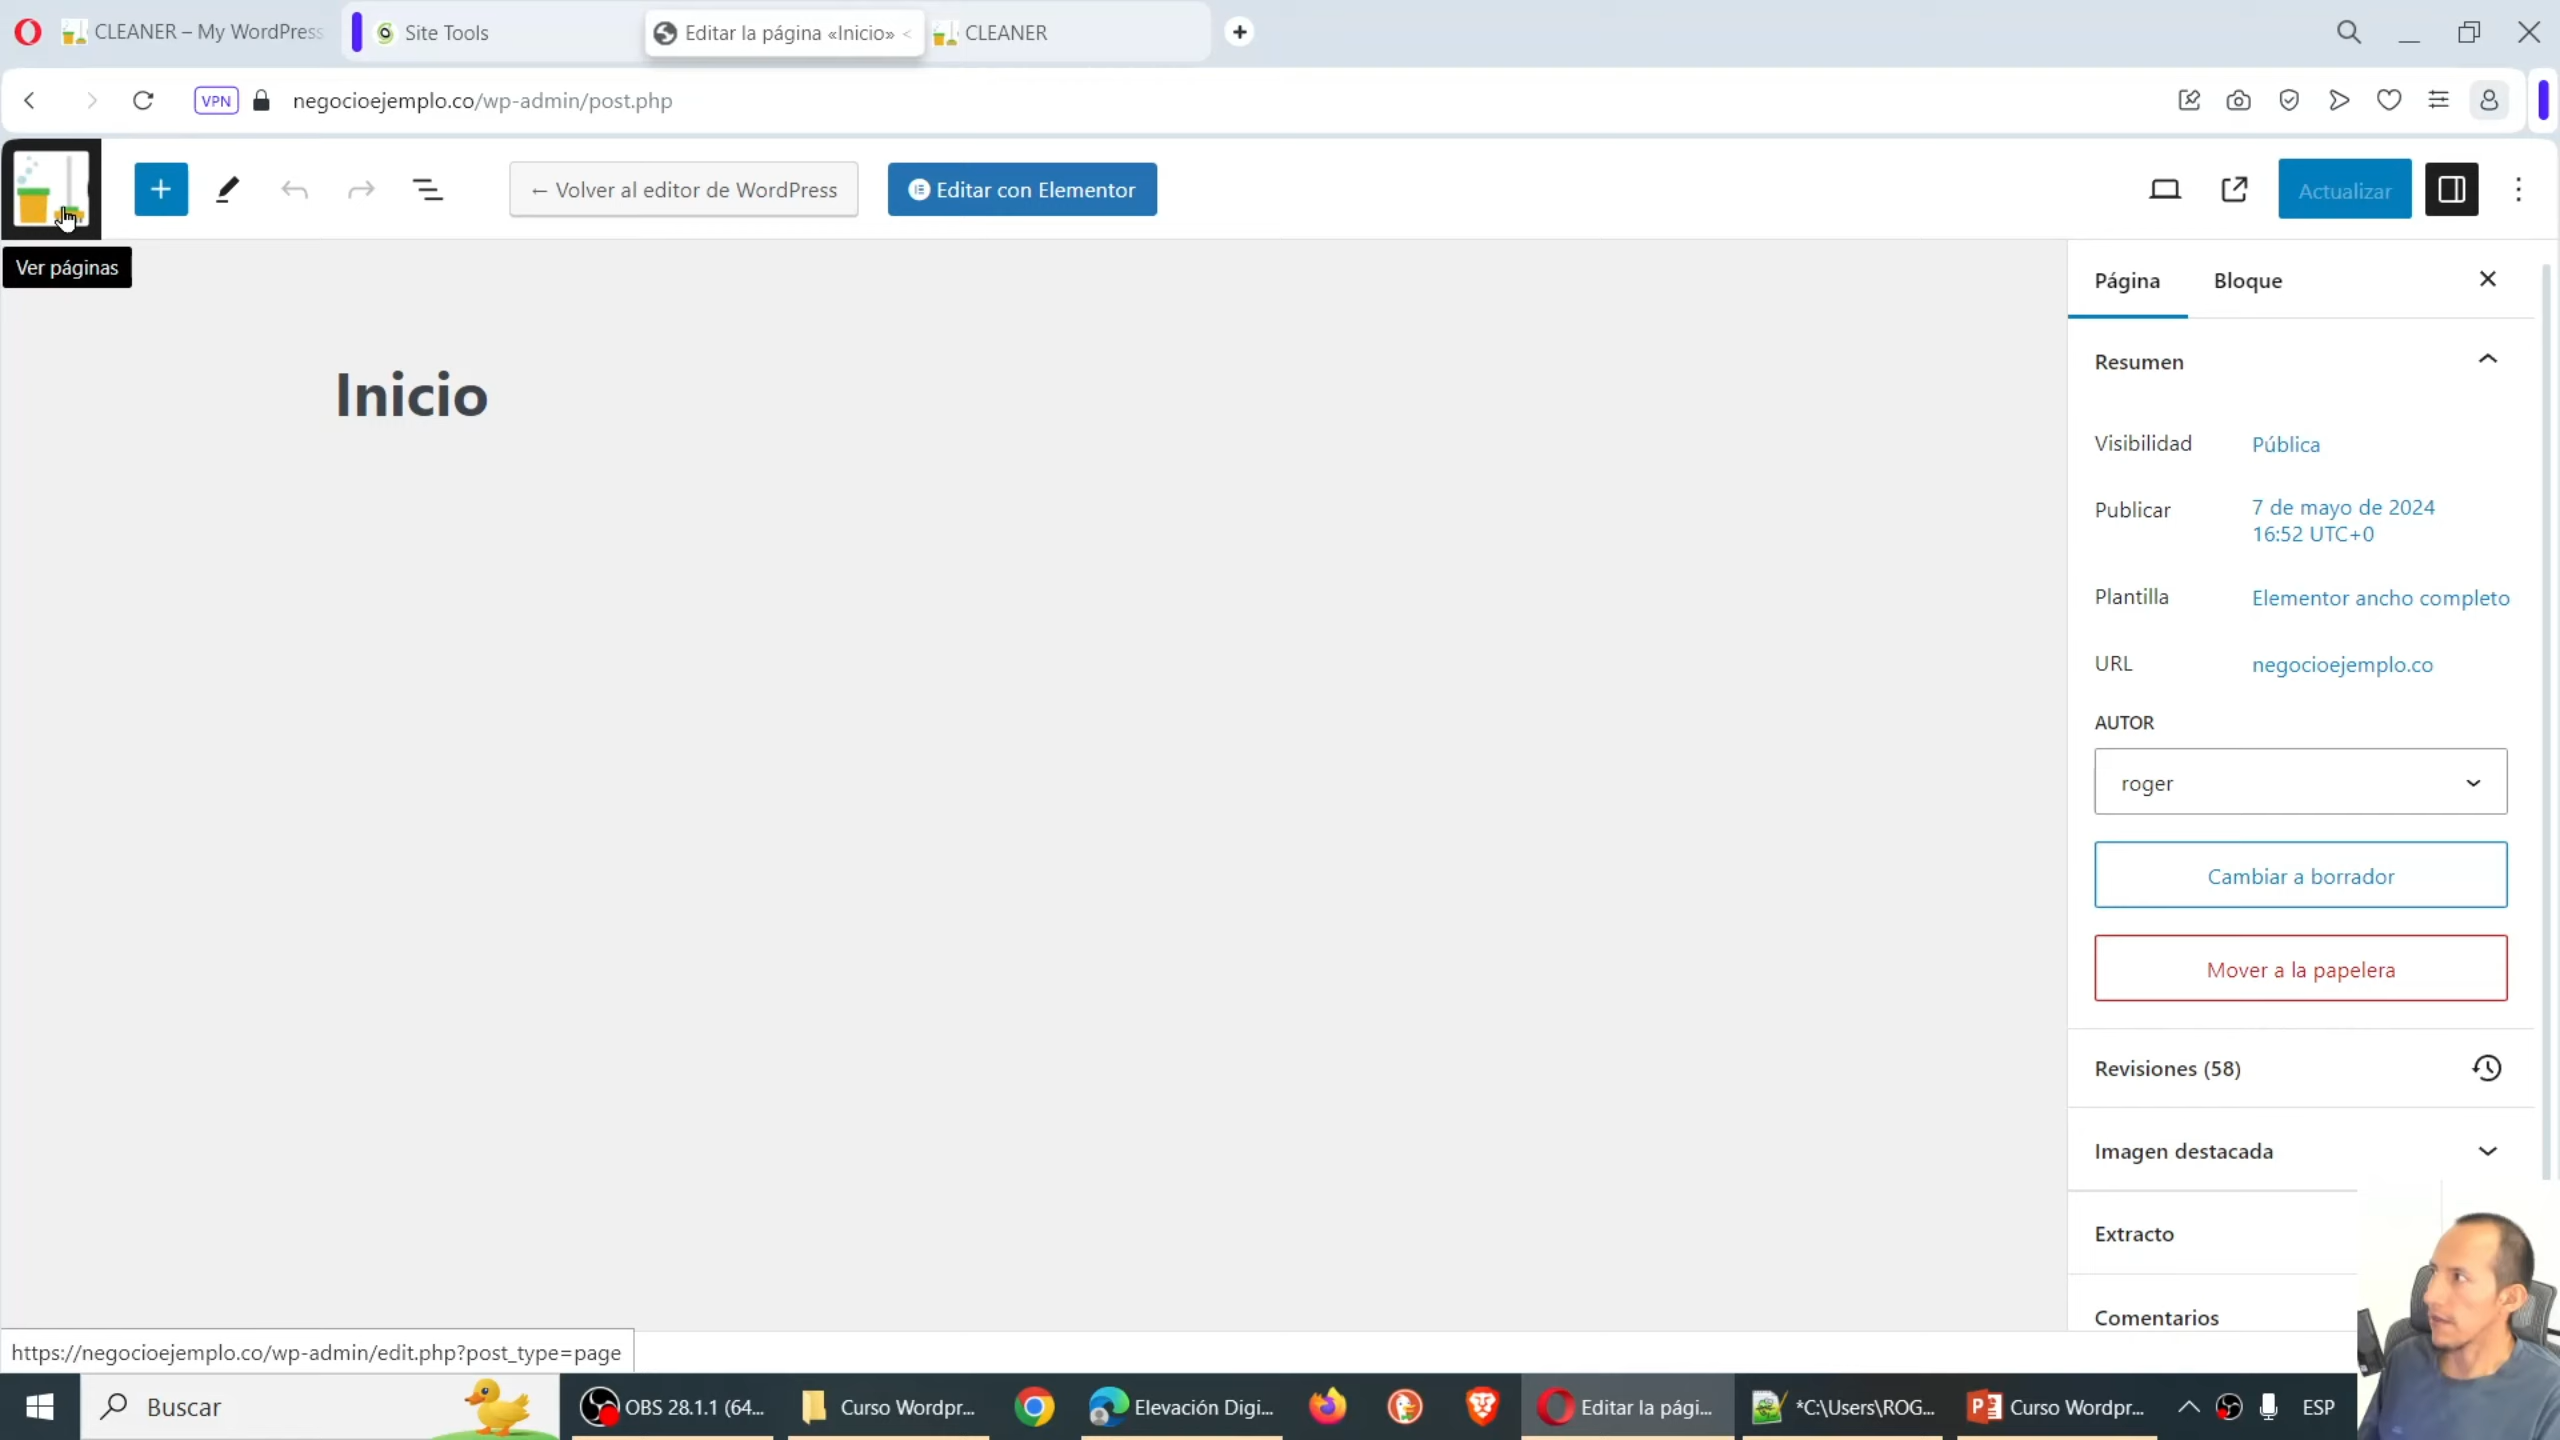 CLEANER – My WordPress
Site Tools
Editar la página «Inicio» <
CLEANER
VPN
negocioejemplo.co/wp-admin/post.php
← Volver al editor de WordPress
Editar con Elementor
Actualizar
Ver páginas
Página
Bloque
Inicio
Resumen
Visibilidad
Pública
Publicar
7 de mayo de 2024
16:52 UTC+0
Plantilla
Elementor ancho completo
URL
negocioejemplo.co
AUTOR
roger
Cambiar a borrador
Mover a la papelera
Revisiones (58)
Imagen destacada
Extracto
Comentarios
https://negocioejemplo.co/wp-admin/edit.php?post_type=page
Buscar
OBS 28.1.1 (64...
Curso Wordpr...
Elevación Digi...
Editar la pági...
*C:\Users\ROG...
Curso Wordpr...
ESP